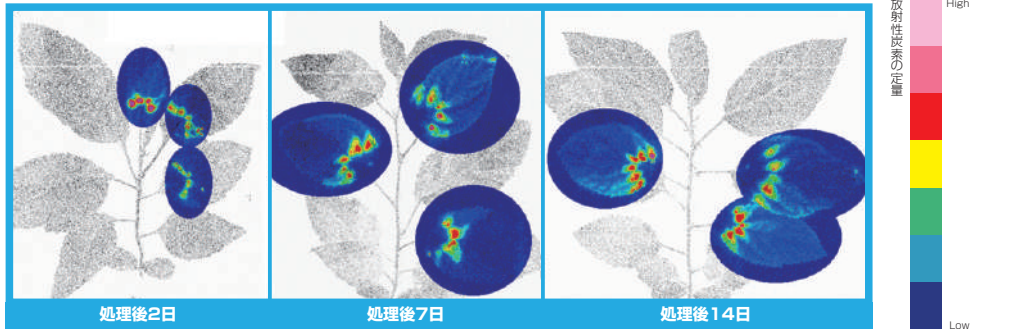 処理後2日
処理後7日
処理後14日
放射性炭素の定量
High
Low